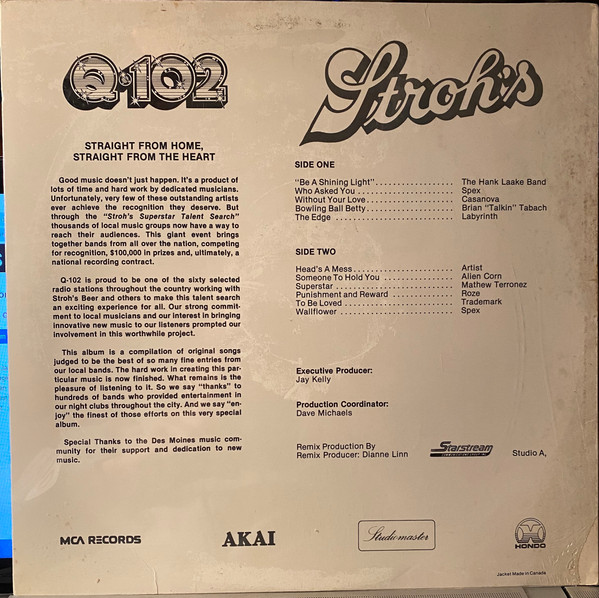 Q·102
Stroh's
STRAIGHT FROM HOME,
STRAIGHT FROM THE HEART
Good music doesn't just happen. It's a product of
lots of time and hard work by dedicated musicians.
Unfortunately, very few of these outstanding artists
ever achieve the recognition they deserve. But
through the "Stroh's Superstar Talent Search"
thousands of local music groups now have a way to
reach their audiences. This giant event brings
together bands from all over the nation, competing
for recognition, $100,000 in prizes and, ultimately, a
national recording contract.
Q-102 is proud to be one of the sixty selected
radio stations throughout the country working with
Stroh's Beer and others to make this talent search
an exciting experience for all. Our strong commit-
ment to local musicians and our interest in bringing
innovative new music to our listeners prompted our
involvement in this worthwhile project.
This album is a compilation of original songs
judged to be the best of so many fine entries from
our local bands. The hard work in creating this par-
ticular music is now finished. What remains is the
pleasure of listening to it. So we say "thanks" to
hundreds of bands who provided entertainment in
our night clubs throughout the city. And we say "en-
joy" the finest of those efforts on this very special
album.
Special Thanks to the Des Moines music com-
munity for their support and dedication to new
music.
SIDE ONE
"Be A Shining Light" ..................... The Hank Laake Band
Who Asked You ..................... Spex
Without Your Love ..................... Casanova
Bowling Ball Betty ..................... Brian "Talkin" Tabach
The Edge ..................... Labyrinth
SIDE TWO
Head's A Mess ..................... Artist
Someone To Hold You ..................... Alien Corn
Superstar ..................... Mathew Terronez
Punishment and Reward ..................... Roze
To Be Loved ..................... Trademark
Wallflower ..................... Spex
Executive Producer:
Jay Kelly
Production Coordinator:
Dave Michaels
Remix Production By
Remix Producer: Dianne Linn
Starstream
Studio A,
MCA RECORDS
AKAI
Studiomaster
HONDO
Jacket Made in Canada